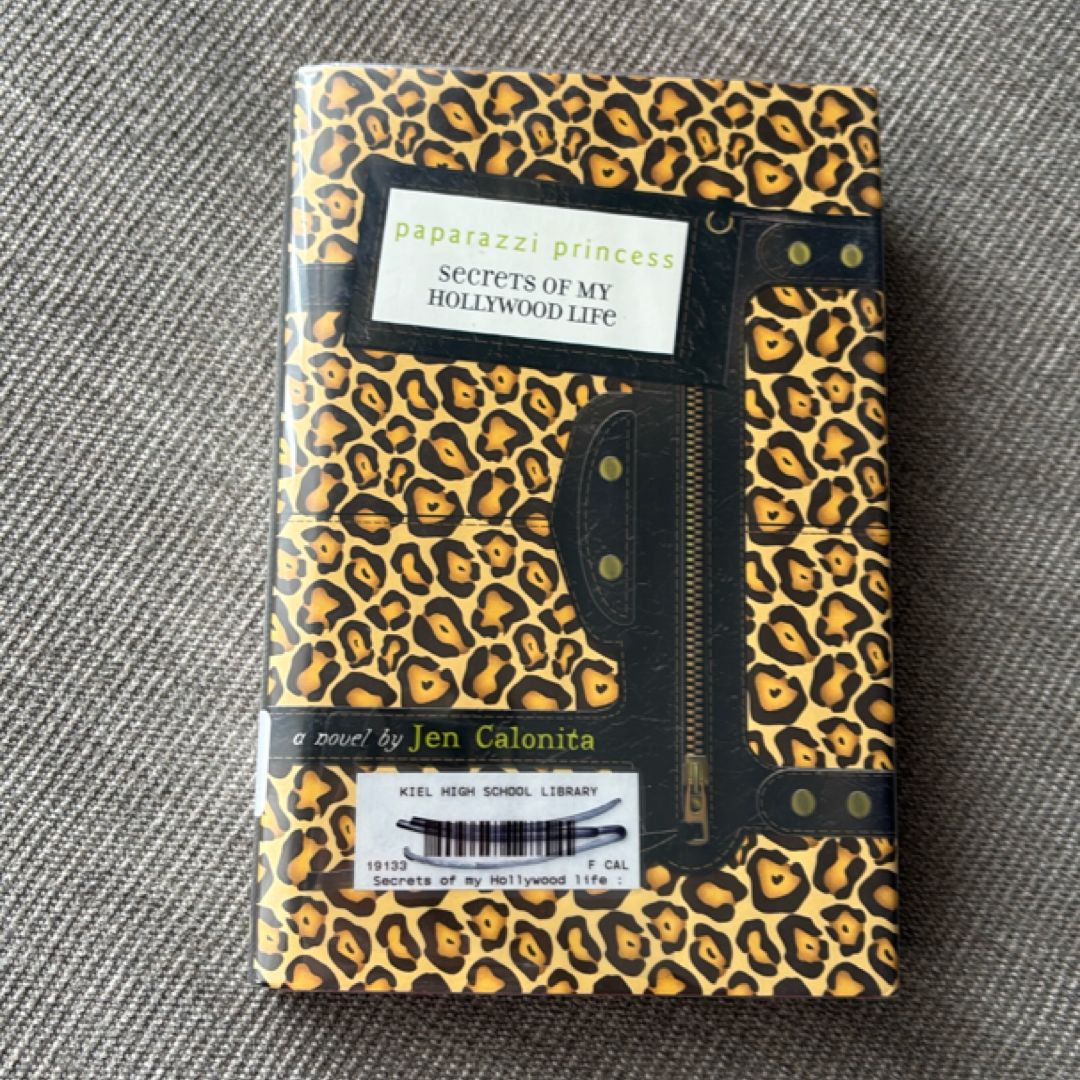 paparazzi princess
secrets OF MY
HOLLYWOOD LIFe
a novel by Jen Calonita
KIEL HIGH SCHOOL LIBRARY
19133 F CAL
Secrets of my Hollywood life :